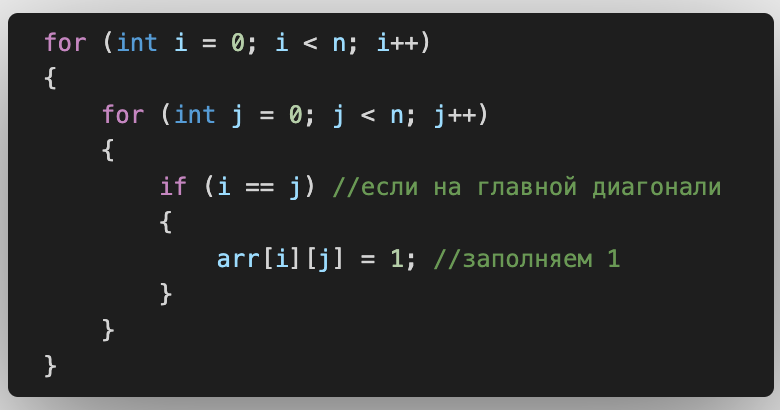 for (int i = 0; i < n; i++)
{
    for (int j = 0; j < n; j++)
    {
        if (i == j) //если на главной диагонали
        {
            arr[i][j] = 1; //заполняем 1
        }
    }
}